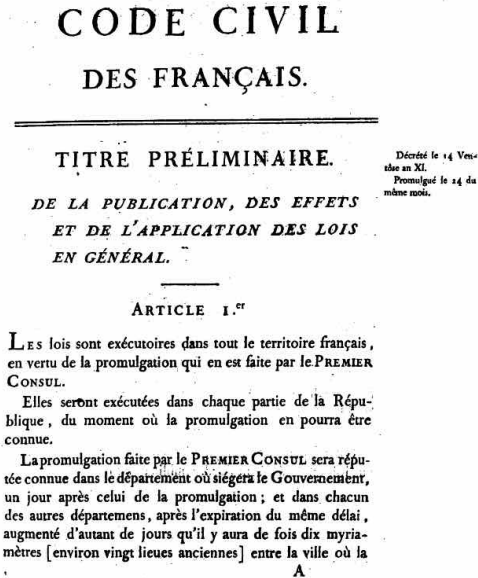 CODE CIVIL
DES FRANÇAIS.
TITRE PRÉLIMINAIRE.
Décrété le 14 Ven-
tôse an XI.
Promulgué le 24 du
même mois.
DE LA PUBLICATION, DES EFFETS
ET DE L'APPLICATION DES LOIS
EN GÉNÉRAL.
ARTICLE 1.er
LES lois sont exécutoires dans tout le territoire français,
en vertu de la promulgation qui en est faite par le PREMIER
CONSUL.
Elles seront exécutées dans chaque partie de la Répu-
blique, du moment où la promulgation en pourra être
connue.
La promulgation faite par le PREMIER CONSUL sera répu-
tée connue dans le département où siégera le Gouvernement,
un jour après celui de la promulgation ; et dans chacun
des autres départemens, après l'expiration du même délai,
augmenté d'autant de jours qu'il y aura de fois dix myria-
mètres [environ vingt lieues anciennes] entre la ville où la
A